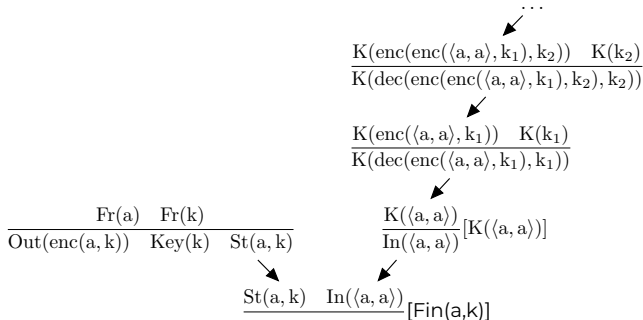 ...
K(enc(enc(⟨a, a⟩, k₁), k₂)) K(k₂)
K(dec(enc(enc(⟨a, a⟩, k₁), k₂), k₂))
K(enc(⟨a, a⟩, k₁)) K(k₁)
K(dec(enc(⟨a, a⟩, k₁), k₁))
Fr(a) Fr(k)
Out(enc(a, k)) Key(k) St(a, k)
K(⟨a, a⟩)
In(⟨a, a⟩) [K(⟨a, a⟩)]
St(a, k) In(⟨a, a⟩) [Fin(a,k)]